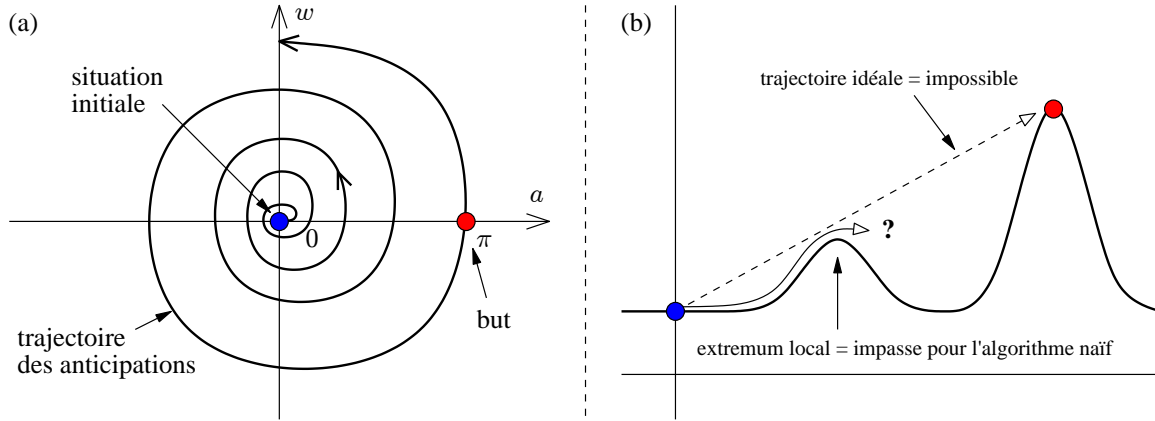 (a)
w
situation
initiale
a
0
π
but
trajectoire
des anticipations
(b)
trajectoire idéale = impossible
?
extremum local = impasse pour l'algorithme naïf